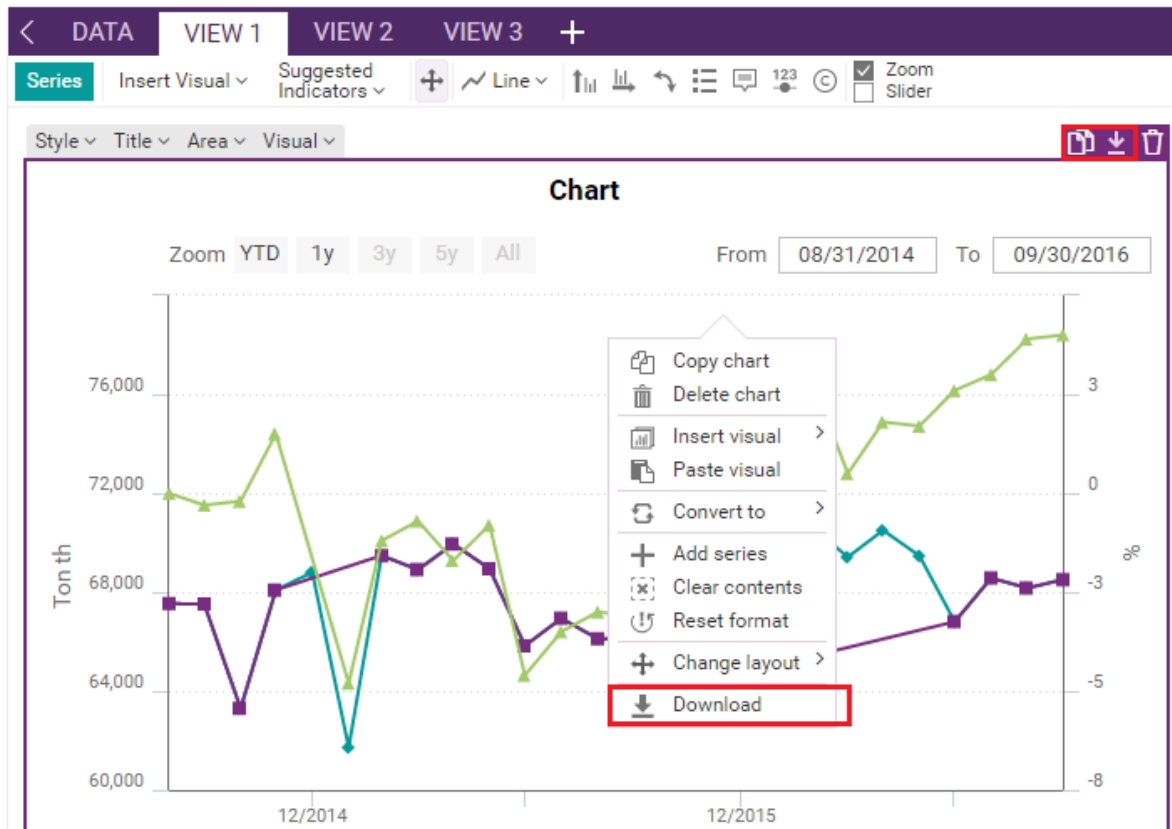 DATA VIEW 1 VIEW 2 VIEW 3
Series Insert Visual Suggested Indicators Line 123 C Zoom Slider
Style Title Area Visual
Chart
Zoom YTD 1y 3y 5y All From 08/31/2014 To 09/30/2016
Copy chart
Delete chart
Insert visual
Paste visual
Convert to
Add series
Clear contents
Reset format
Change layout
Download
76,000
72,000
68,000
64,000
60,000
Ton th
3
0
-3
-5
-8
%
12/2014 12/2015